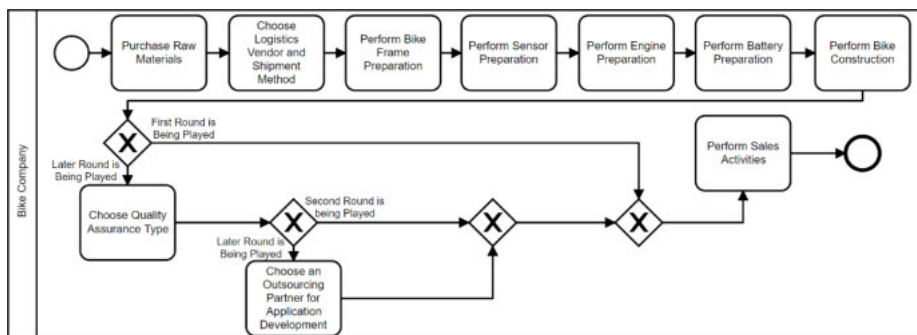 Bike Company
Purchase Raw
Materials
Choose
Logistics
Vendor and
Shipment
Method
Perform Bike
Frame
Preparation
Perform Sensor
Preparation
Perform Engine
Preparation
Perform Battery
Preparation
Perform Bike
Construction
First Round is
Being Played
Later Round is
Being Played
Choose Quality
Assurance Type
Second Round is
being Played
Later Round is
Being Played
Choose an
Outsourcing
Partner for
Application
Development
Perform Sales
Activities